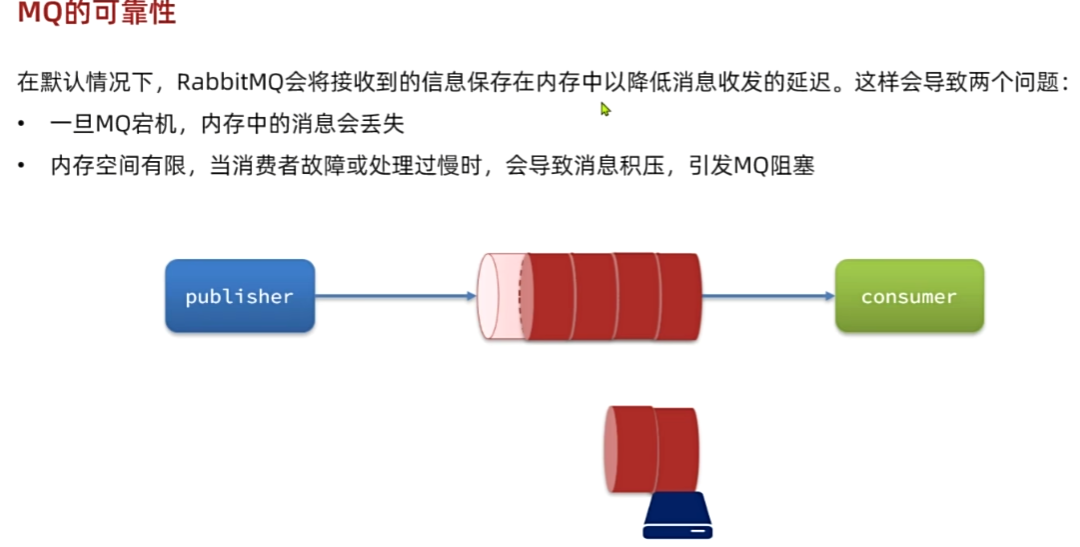 MQ的可靠性
在默认情况下，RabbitMQ会将接收到的信息保存在内存中以降低消息收发的延迟。这样会导致两个问题：
• 一旦MQ宕机，内存中的消息会丢失
• 内存空间有限，当消费者故障或处理过慢时，会导致消息积压，引发MQ阻塞
publisher
consumer